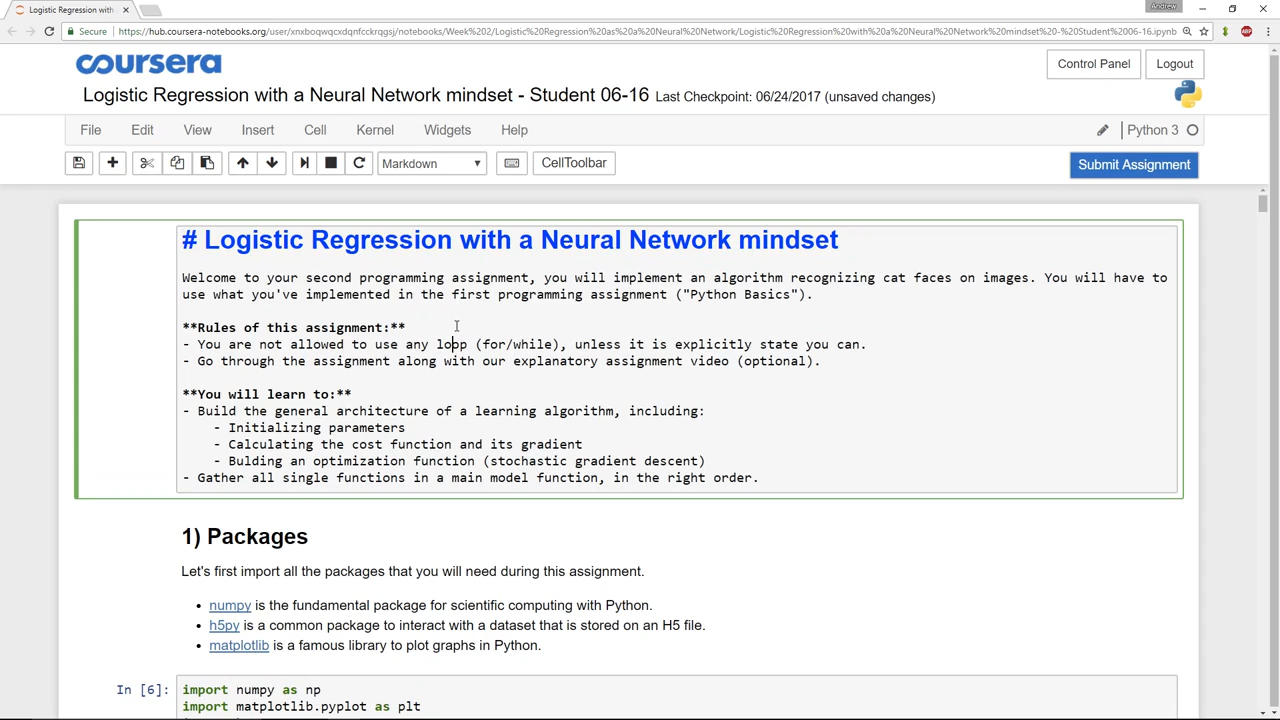 Logistic Regression with
Andrew
Secure
https://hub.coursera-notebooks.org/user/xnxboqwqcxdqnfcckrqgsj/notebooks/Week%202/Logistic%20Regression%20as%20a%20Neural%20Network/Logistic%20Regression%20with%20a%20Neural%20Network%20mindset%20-%20Student%2006-16.ipynb
coursera
Control Panel
Logout
Logistic Regression with a Neural Network mindset - Student 06-16 Last Checkpoint: 06/24/2017 (unsaved changes)
File Edit View Insert Cell Kernel Widgets Help
Python 3
Markdown
CellToolbar
Submit Assignment
# Logistic Regression with a Neural Network mindset
Welcome to your second programming assignment, you will implement an algorithm recognizing cat faces on images. You will have to
use what you've implemented in the first programming assignment ("Python Basics").
**Rules of this assignment:**
- You are not allowed to use any loop (for/while), unless it is explicitly state you can.
- Go through the assignment along with our explanatory assignment video (optional).
**You will learn to:**
- Build the general architecture of a learning algorithm, including:
- Initializing parameters
- Calculating the cost function and its gradient
- Bulding an optimization function (stochastic gradient descent)
- Gather all single functions in a main model function, in the right order.
1) Packages
Let's first import all the packages that you will need during this assignment.
• numpy is the fundamental package for scientific computing with Python.
• h5py is a common package to interact with a dataset that is stored on an H5 file.
• matplotlib is a famous library to plot graphs in Python.
In [6]: import numpy as np
import matplotlib.pyplot as plt